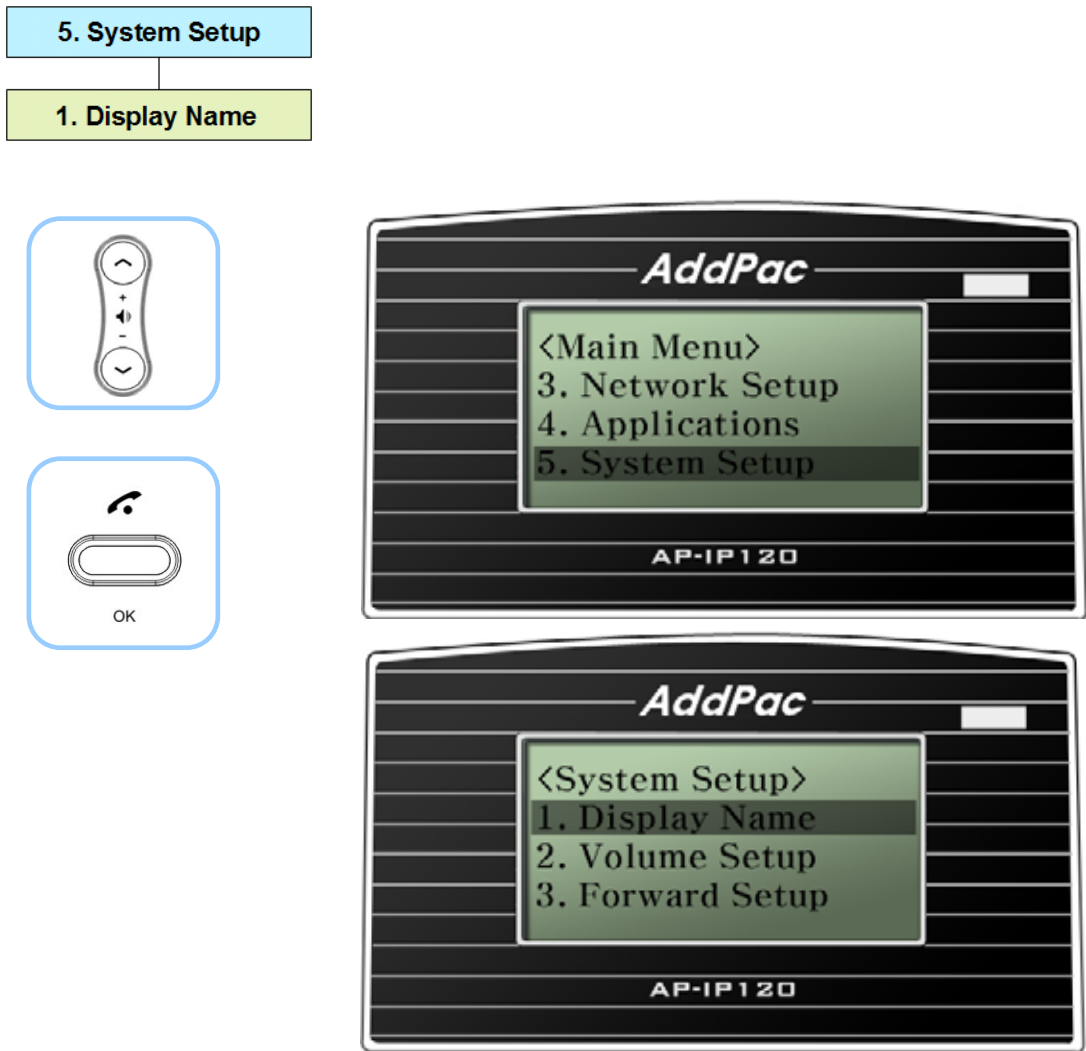 5. System Setup
1. Display Name
+
-
OK
AddPac
<Main Menu>
3. Network Setup
4. Applications
5. System Setup
AP-IP120
AddPac
<System Setup>
1. Display Name
2. Volume Setup
3. Forward Setup
AP-IP120